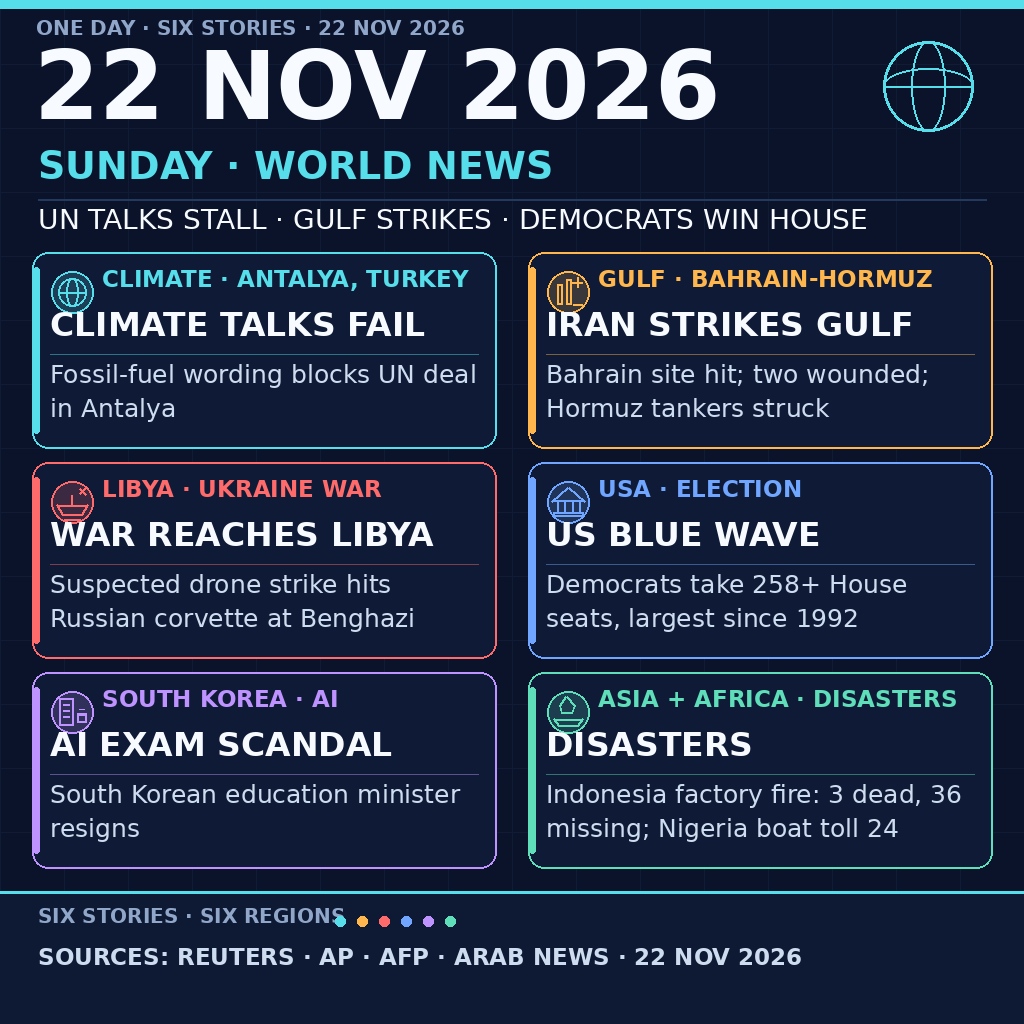 ONE DAY · SIX STORIES · 22 NOV 2026
22 NOV 2026
SUNDAY · WORLD NEWS
UN TALKS STALL · GULF STRIKES · DEMOCRATS WIN HOUSE
CLIMATE · ANTALYA, TURKEY
CLIMATE TALKS FAIL
Fossil-fuel wording blocks UN deal
in Antalya
GULF · BAHRAIN-HORMUZ
IRAN STRIKES GULF
Bahrain site hit; two wounded;
Hormuz tankers struck
LIBYA · UKRAINE WAR
WAR REACHES LIBYA
Suspected drone strike hits
Russian corvette at Benghazi
USA · ELECTION
US BLUE WAVE
Democrats take 258+ House
seats, largest since 1992
SOUTH KOREA · AI
AI EXAM SCANDAL
South Korean education minister
resigns
ASIA + AFRICA · DISASTERS
DISASTERS
Indonesia factory fire: 3 dead, 36
missing; Nigeria boat toll 24
SIX STORIES · SIX REGIONS
SOURCES: REUTERS · AP · AFP · ARAB NEWS · 22 NOV 2026